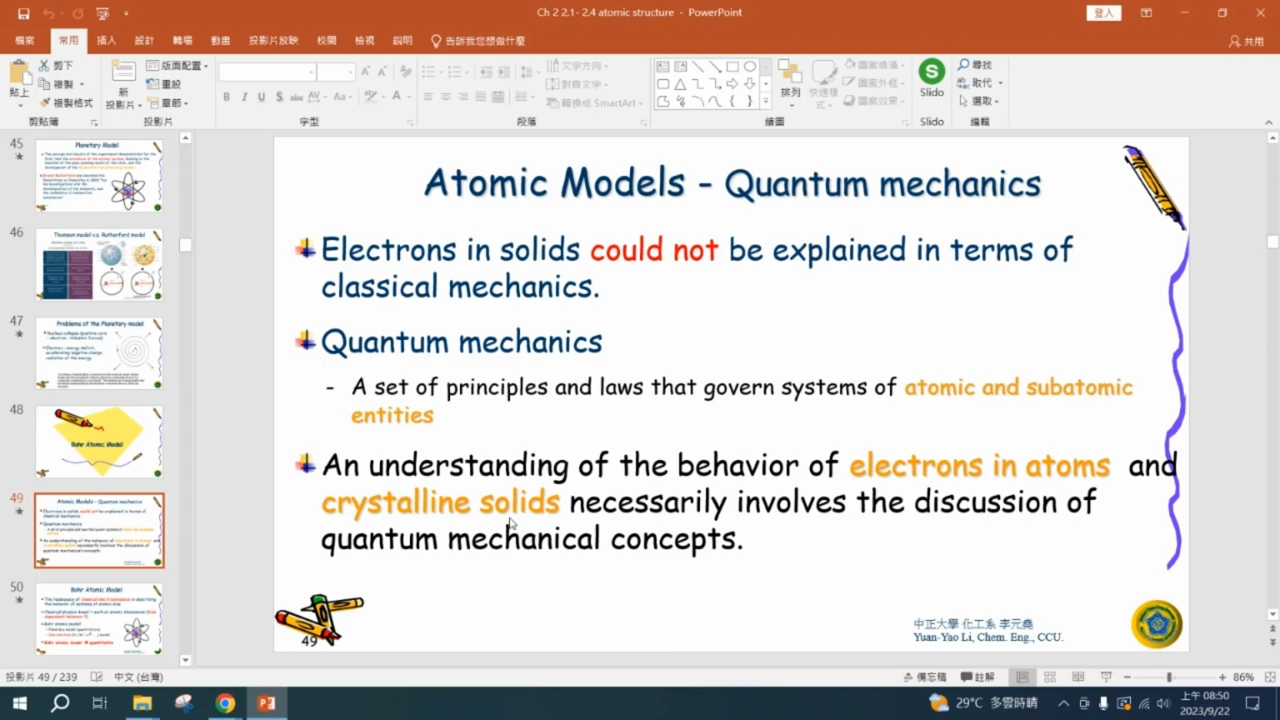 Ch 2 2.1- 2.4 atomic structure - PowerPoint
登入
檔案 常用 插入 設計 轉場 動畫 投影片放映 校閱 檢視 說明 告訴我您想做什麼 共用
貼上 剪下 複製 複製格式
新投影片 版面配置 重設 章節
文字方向 對齊文字 轉換成 SmartArt
排列 快速樣式 圖案填滿 圖案外框 圖案效果
Slido
尋找 取代 選取
剪貼簿 投影片 字型 段落 繪圖 Slido 編輯
45
Planetary Model
46
Thomson model v.s. Rutherford model
47
Problems of the Planetary model
48
Bohr Atomic Model
49
Atomic Models - Quantum mechanics
50
Bohr Atomic Model
Atomic Models - Quantum mechanics
Electrons in solids could not be explained in terms of
classical mechanics.
Quantum mechanics
- A set of principles and laws that govern systems of atomic and subatomic
entities
An understanding of the behavior of electrons in atoms and
crystalline solids necessarily involves the discussion of
quantum mechanical concepts.
49
中正大學 化工系 李元堯
Yuan-Yao Li, Chem. Eng., CCU.
投影片 49 / 239 中文 (台灣) 備忘稿 註解 86%
29°C 多雲時晴 上午 08:50
2023/9/22